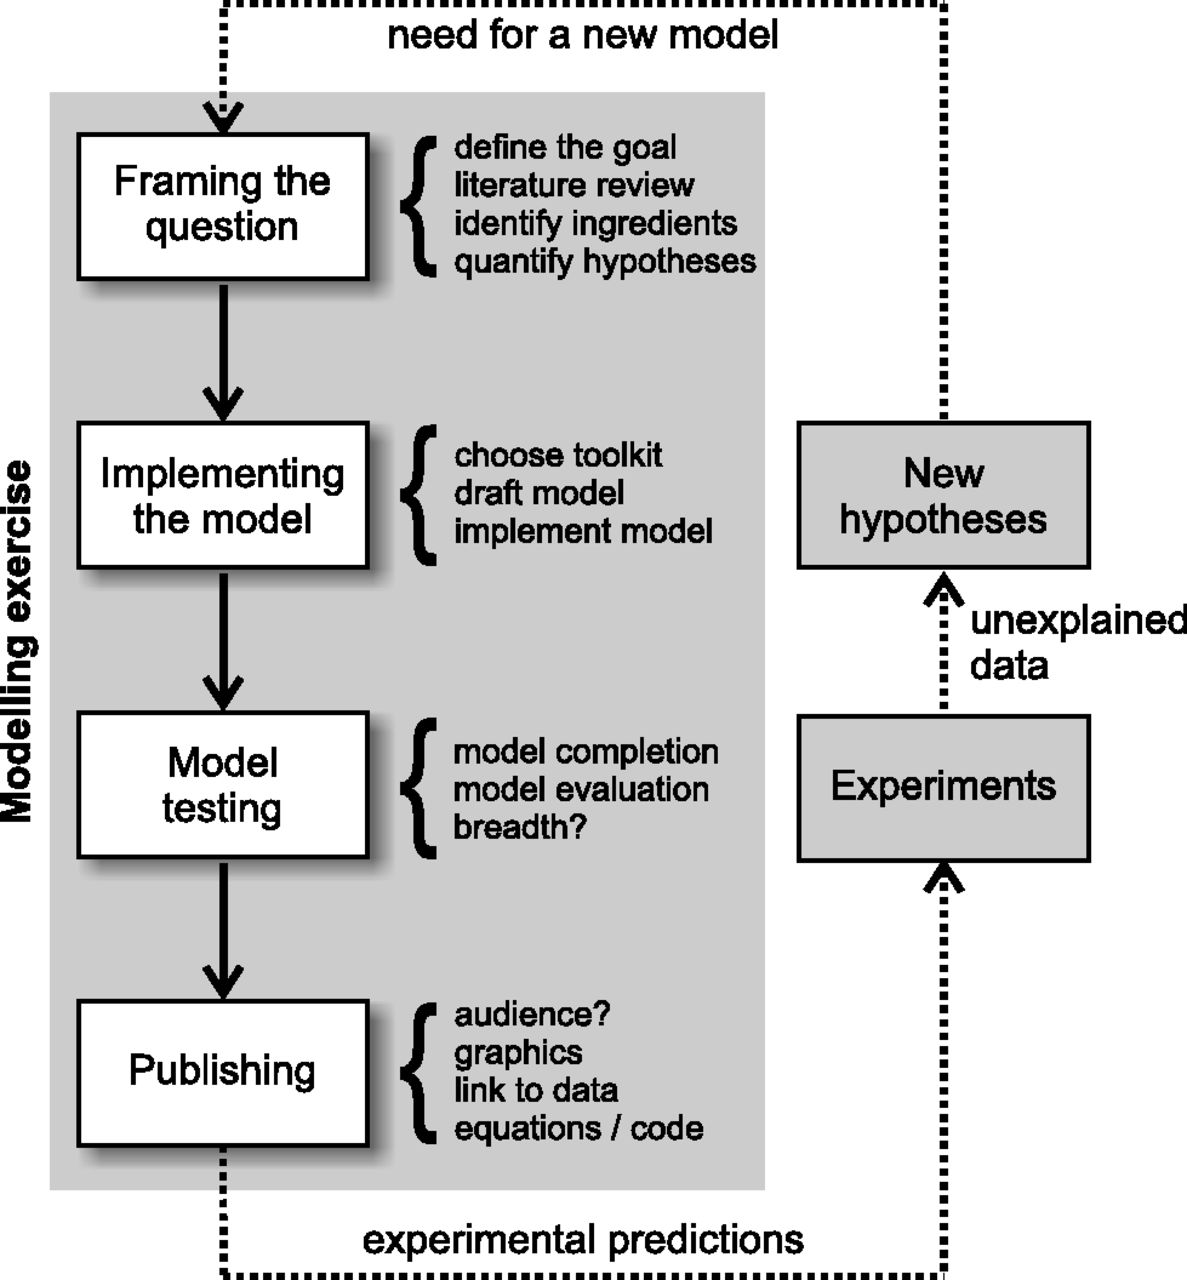 need for a new model
Framing the
question
define the goal
literature review
identify ingredients
quantify hypotheses
Modelling exercise
Implementing
the model
choose toolkit
draft model
implement model
New
hypotheses
unexplained
data
Model
testing
model completion
model evaluation
breadth?
Experiments
Publishing
audience?
graphics
link to data
equations / code
experimental predictions